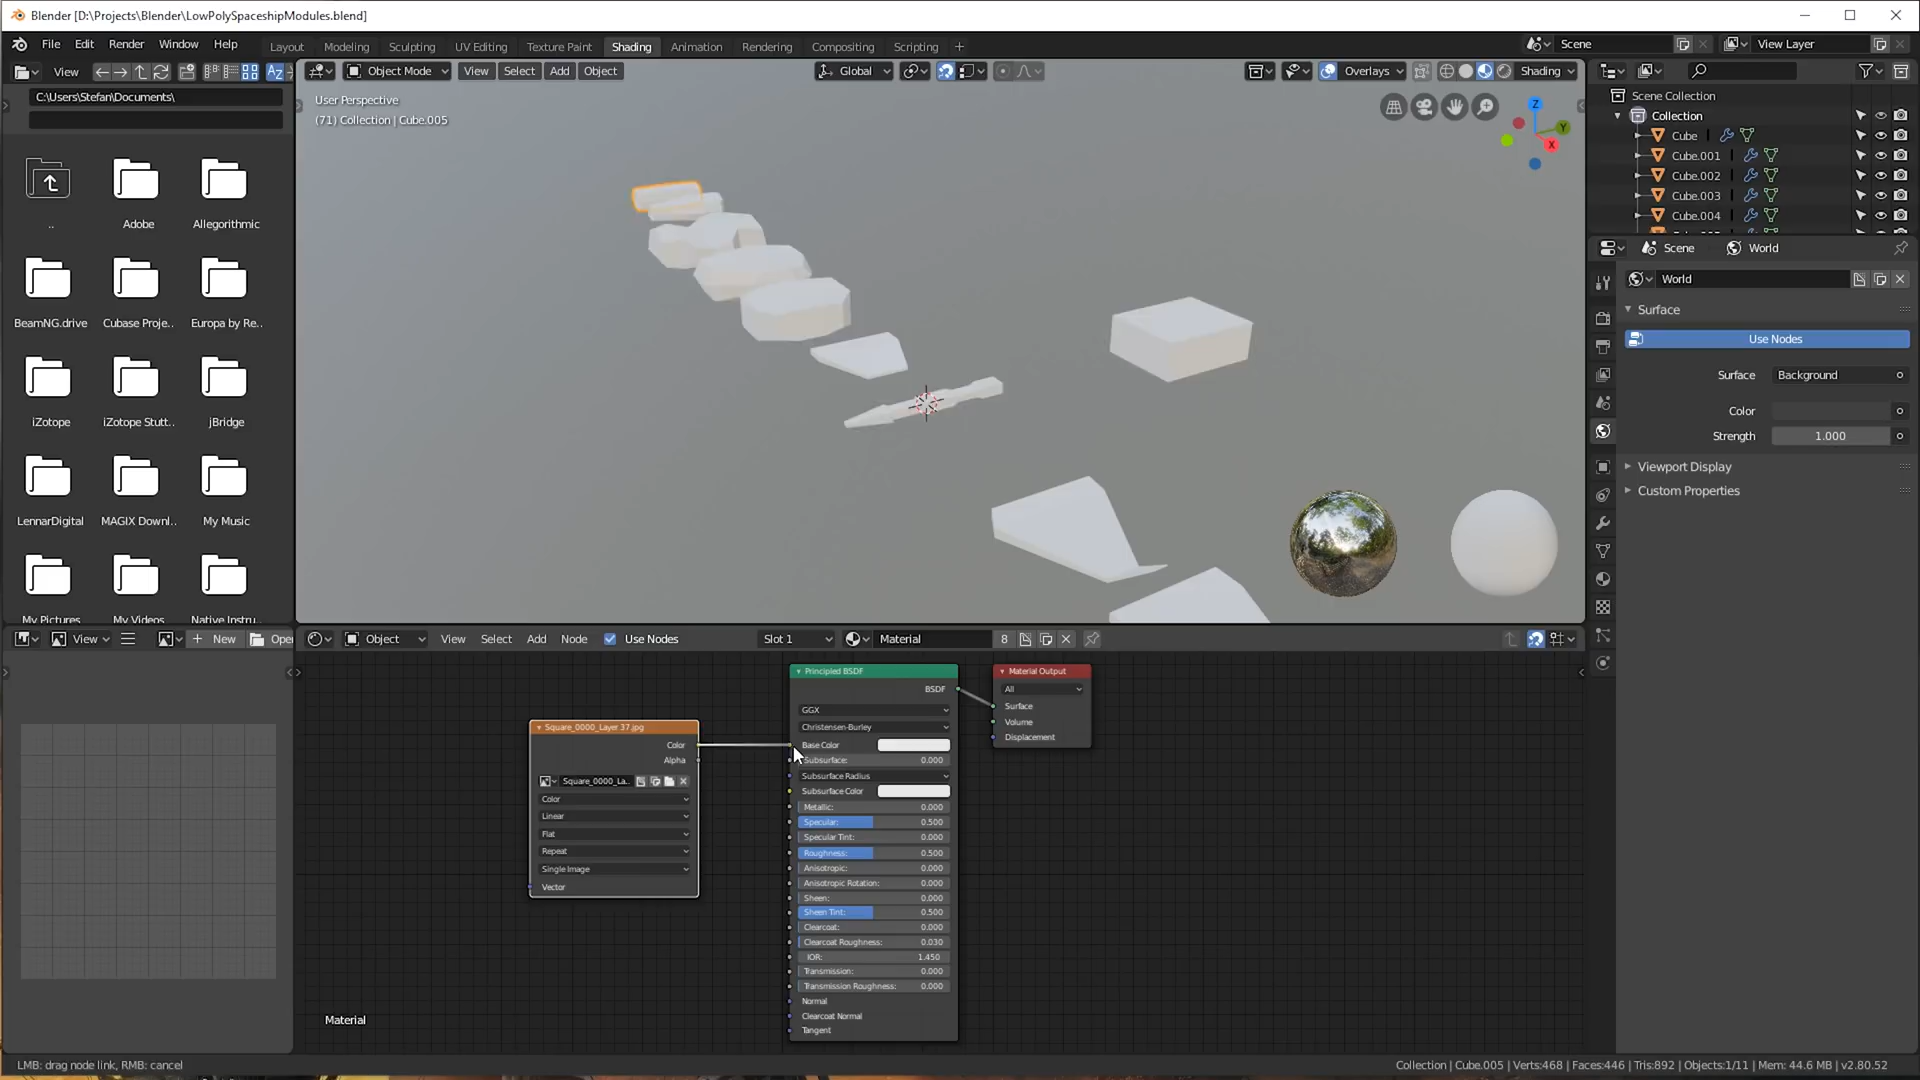 Blender [D:\Projects\Blender\LowPolySpaceshipModules.blend]
File Edit Render Window Help
Layout Modeling Sculpting UV Editing Texture Paint Shading Animation Rendering Compositing Scripting +
Scene
View Layer
View
Object Mode View Select Add Object
Global
Overlays
Shading
C:\Users\Stefan\Documents\
..
Adobe
Allegorithmic
BeamNG.drive
Cubase Proje..
Europa by Re..
iZotope
iZotope Stutt..
jBridge
LennarDigital
MAGIX Downl..
My Music
My Pictures
My Videos
Native Instru..
User Perspective
(71) Collection | Cube.005
Z
Y
X
Scene Collection
Collection
Cube
Cube.001
Cube.002
Cube.003
Cube.004
Scene
World
World
Surface
Use Nodes
Surface
Background
Color
Strength
1.000
Viewport Display
Custom Properties
View
New
Open
Object
View Select Add Node
Use Nodes
Slot 1
Material
8
Square_0000_Layer 37.jpg
Color
Alpha
Square_0000_La..
Color
Linear
Flat
Repeat
Single Image
Vector
Principled BSDF
BSDF
GGX
Christensen-Burley
Base Color
Subsurface: 0.000
Subsurface Radius
Subsurface Color
Metallic: 0.000
Specular: 0.500
Specular Tint: 0.000
Roughness: 0.500
Anisotropic: 0.000
Anisotropic Rotation: 0.000
Sheen: 0.000
Sheen Tint: 0.500
Clearcoat: 0.000
Clearcoat Roughness: 0.030
IOR: 1.450
Transmission: 0.000
Transmission Roughness: 0.000
Normal
Clearcoat Normal
Tangent
Material Output
All
Surface
Volume
Displacement
Material
LMB: drag node link, RMB: cancel
Collection | Cube.005 | Verts:468 | Faces:446 | Tris:892 | Objects:1/11 | Mem: 44.6 MB | v2.80.52